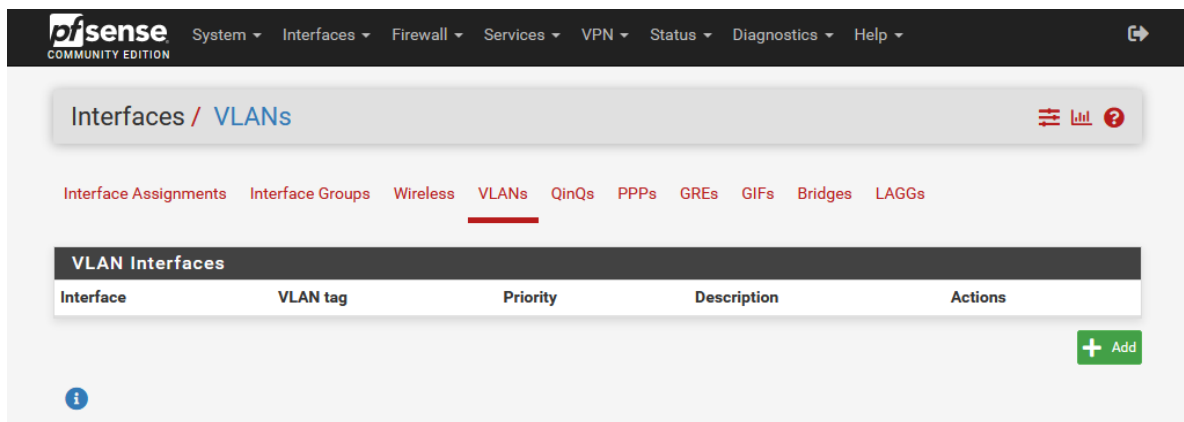 pfsense System Interfaces Firewall Services VPN Status Diagnostics Help
COMMUNITY EDITION
Interfaces / VLANs
Interface Assignments Interface Groups Wireless VLANs QinQs PPPs GREs GIFs Bridges LAGGs
VLAN Interfaces
Interface VLAN tag Priority Description Actions
Add